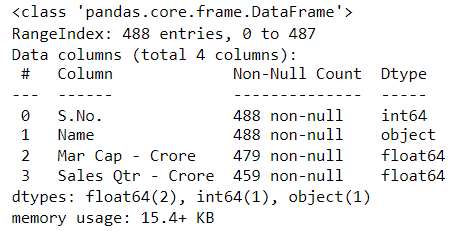 <class 'pandas.core.frame.DataFrame'>
RangeIndex: 488 entries, 0 to 487
Data columns (total 4 columns):
 #   Column              Non-Null Count  Dtype
---  ------              --------------  -----
 0   S.No.               488 non-null    int64
 1   Name                488 non-null    object
 2   Mar Cap - Crore     479 non-null    float64
 3   Sales Qtr - Crore   459 non-null    float64
dtypes: float64(2), int64(1), object(1)
memory usage: 15.4+ KB